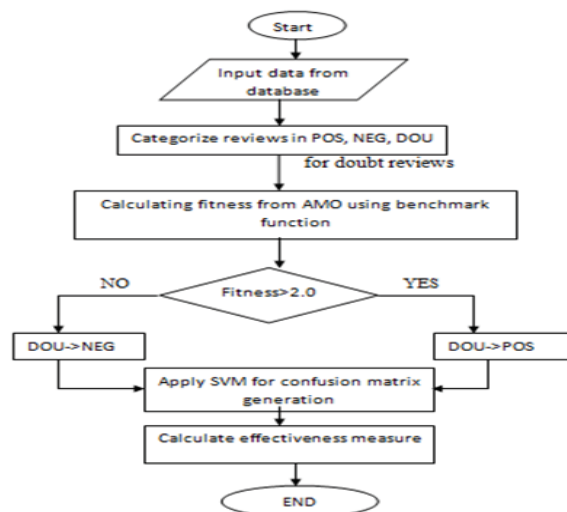 Start
Input data from
database
Categorize reviews in POS, NEG, DOU
for doubt reviews
Calculating fitness from AMO using benchmark
function
NO
Fitness>2.0
YES
DOU->NEG
DOU->POS
Apply SVM for confusion matrix
generation
Calculate effectiveness measure
END